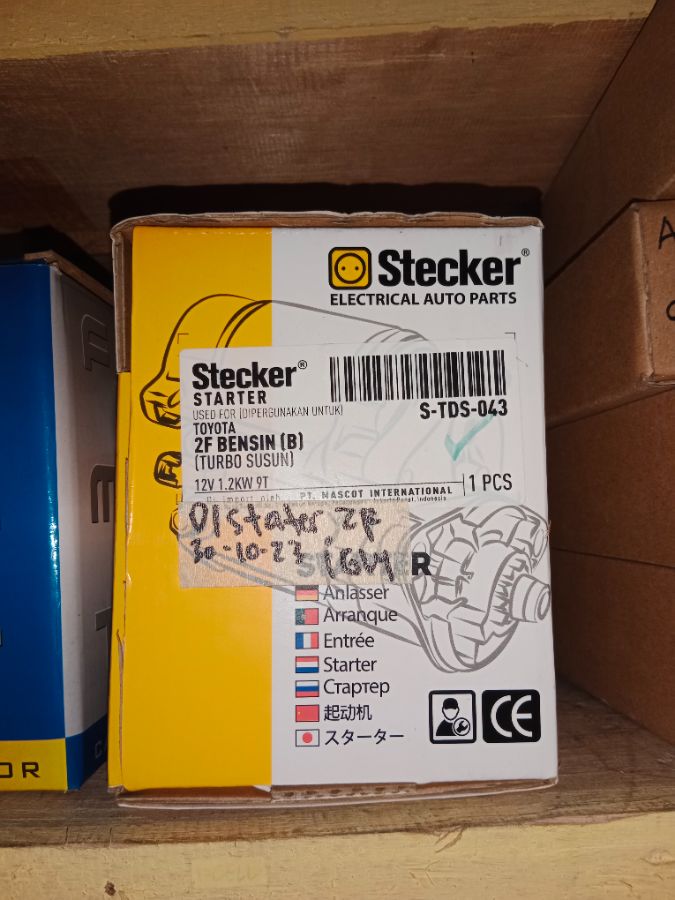 Stecker®
ELECTRICAL AUTO PARTS
Stecker®
STARTER
USED FOR (DIPERGUNAKAN UNTUK)
S-TDS-043
TOYOTA
2F BENSIN (B)
(TURBO SUSUN)
12V 1.2KW 9T
1 PCS
PT. MASCOT INTERNATIONAL
D/Stater 2F
30-10-23 (GU)
R
Anlasser
Arranque
Entrée
Starter
Стартер
起动机
スターター
CE
OR
A